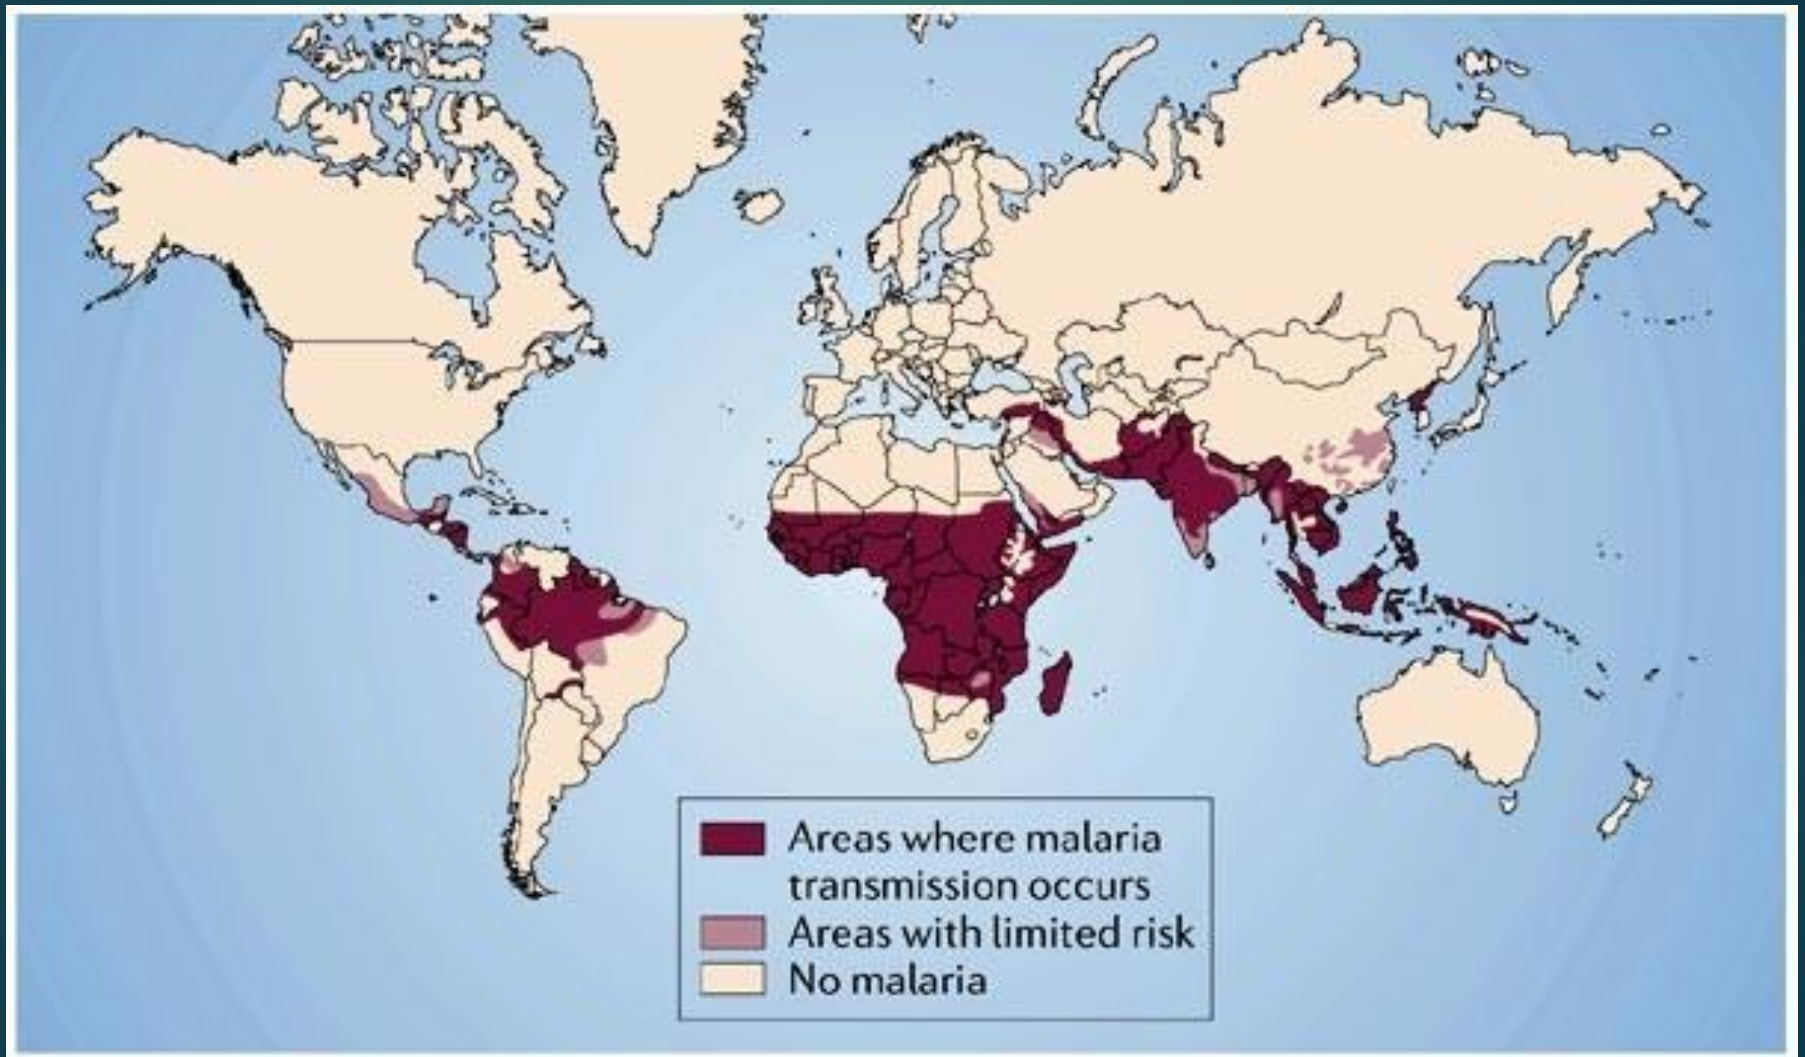 Areas where malaria
transmission occurs
Areas with limited risk
No malaria